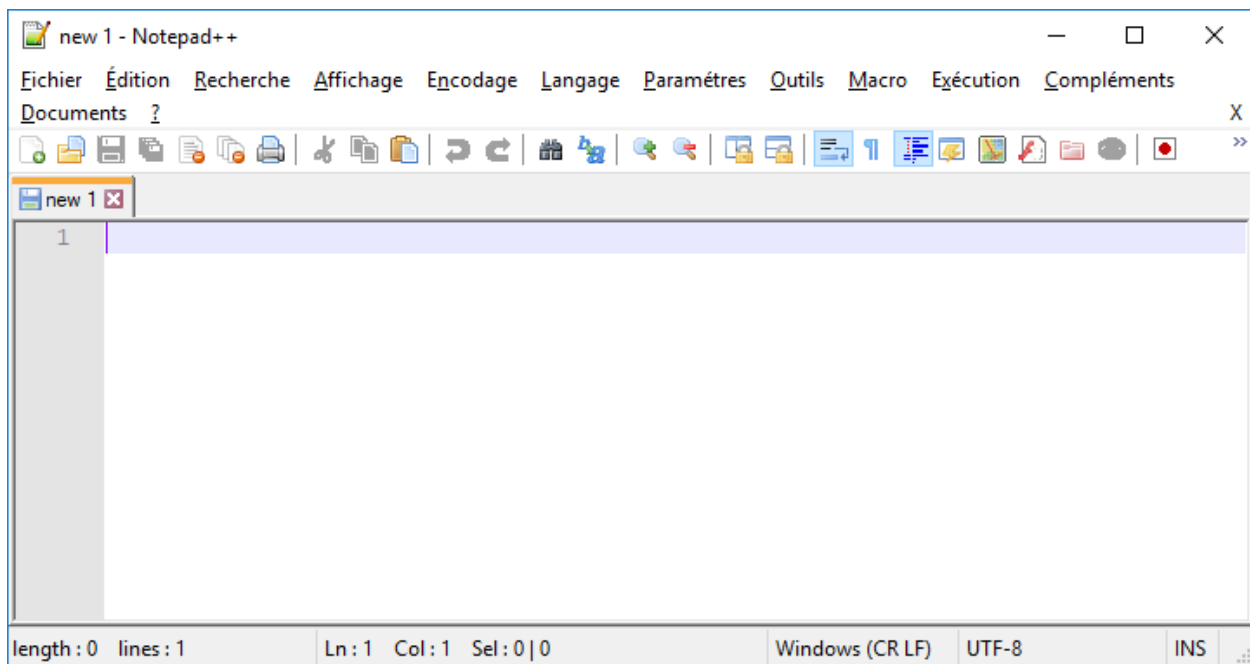 new 1 - Notepad++
Fichier Édition Recherche Affichage Encodage Langage Paramétres Outils Macro Exécution Compléments
Documents ? X
new 1
1
length : 0 lines : 1 Ln : 1 Col : 1 Sel : 0 | 0 Windows (CR LF) UTF-8 INS